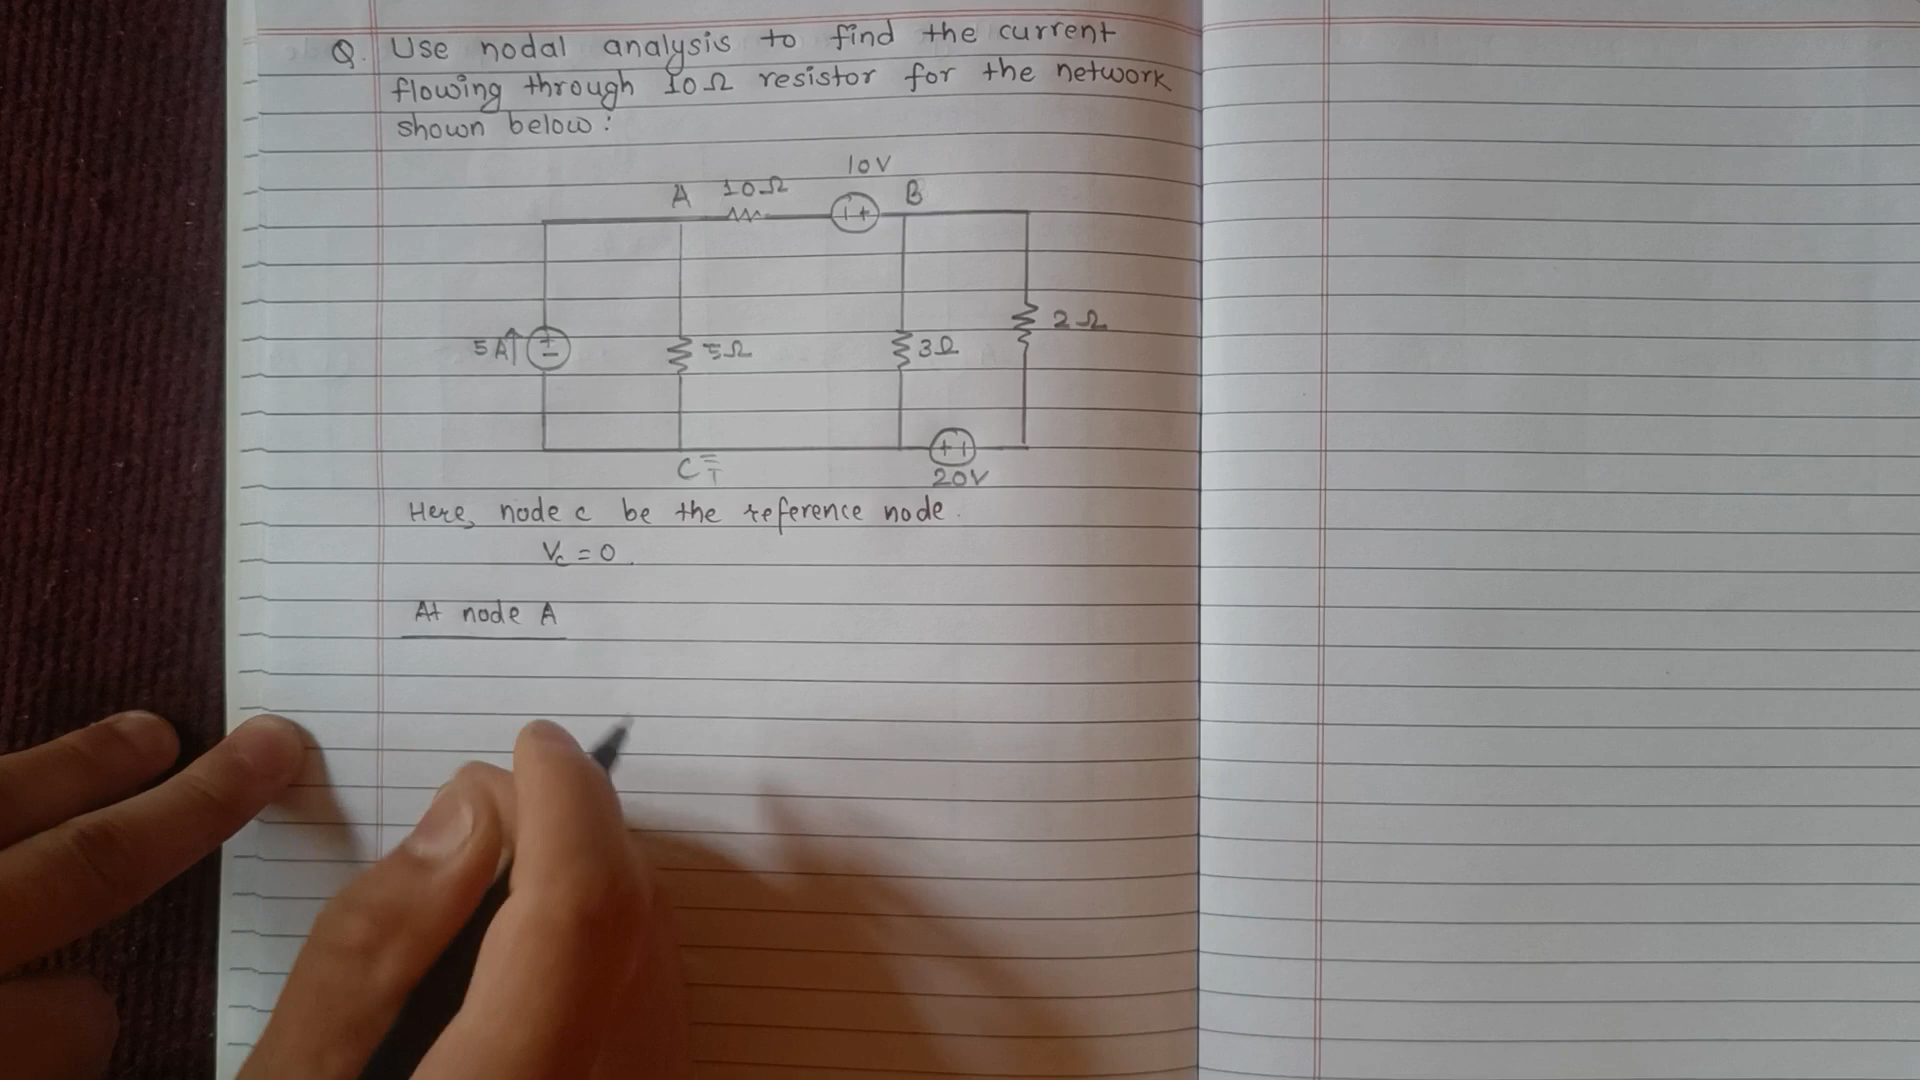 Q. Use nodal analysis to find the current
flowing through 10Ω resistor for the network
shown below:
10V
A 10Ω B
5A 5Ω 3Ω 2Ω
C 20V
Here, node c be the reference node.
Vc = 0.
At node A